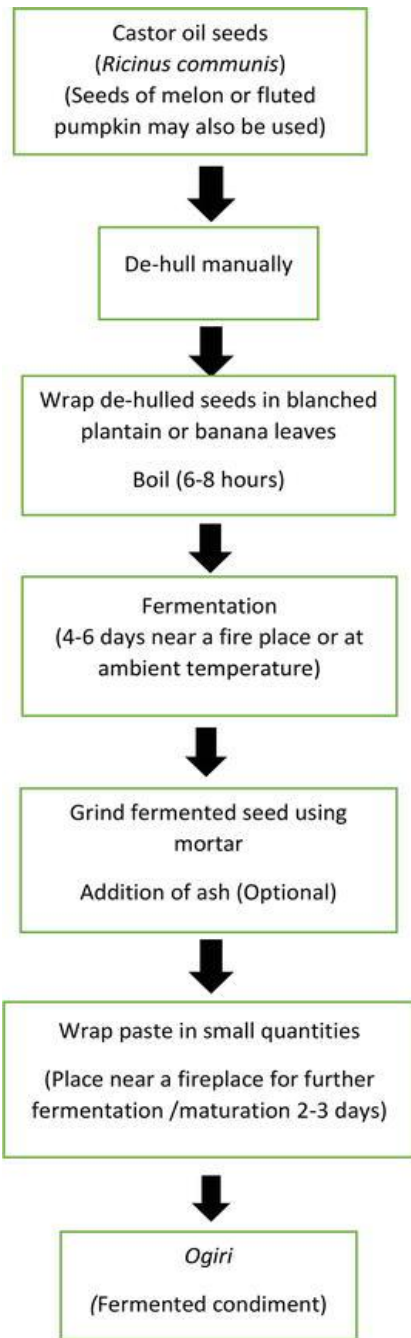 Castor oil seeds
(Ricinus communis)
(Seeds of melon or fluted
pumpkin may also be used)
De-hull manually
Wrap de-hulled seeds in blanched
plantain or banana leaves
Boil (6-8 hours)
Fermentation
(4-6 days near a fire place or at
ambient temperature)
Grind fermented seed using
mortar
Addition of ash (Optional)
Wrap paste in small quantities
(Place near a fireplace for further
fermentation /maturation 2-3 days)
Ogiri
(Fermented condiment)